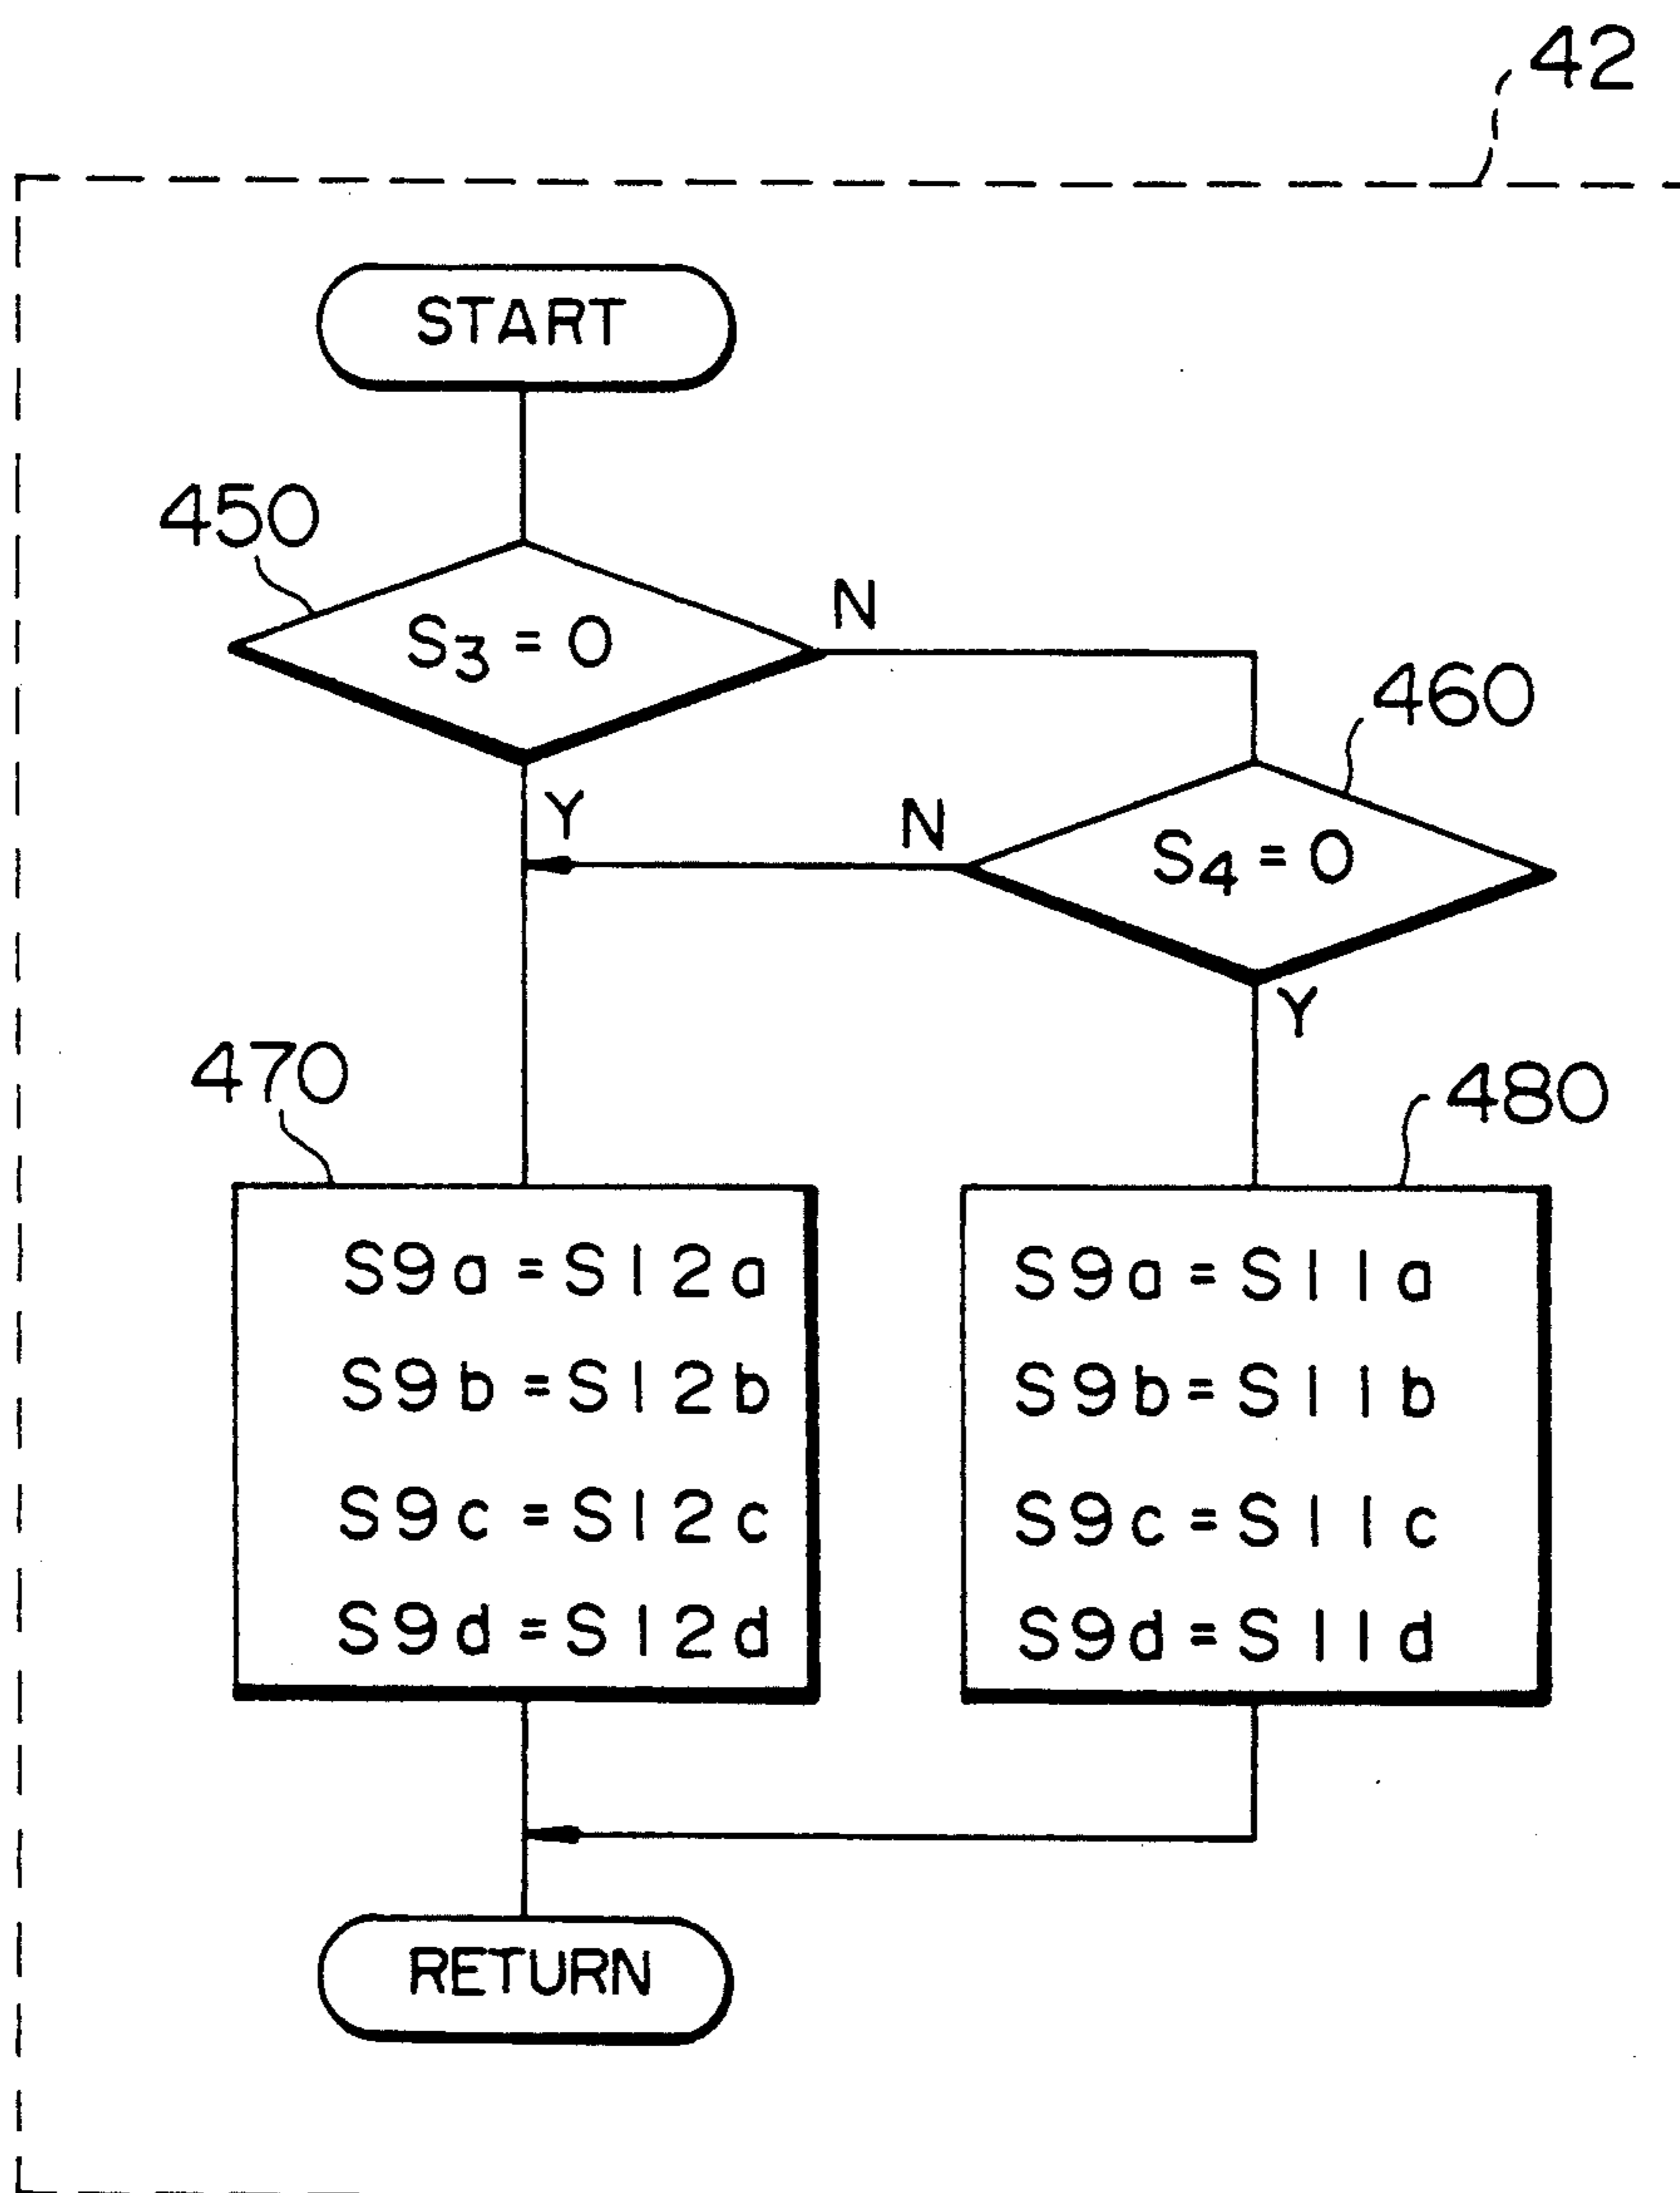 42
START
450
S3 = 0
N
460
Y
N
S4 = 0
Y
470
480
S9a = S12a
S9b = S12b
S9c = S12c
S9d = S12d
S9a = S11a
S9b = S11b
S9c = S11c
S9d = S11d
RETURN